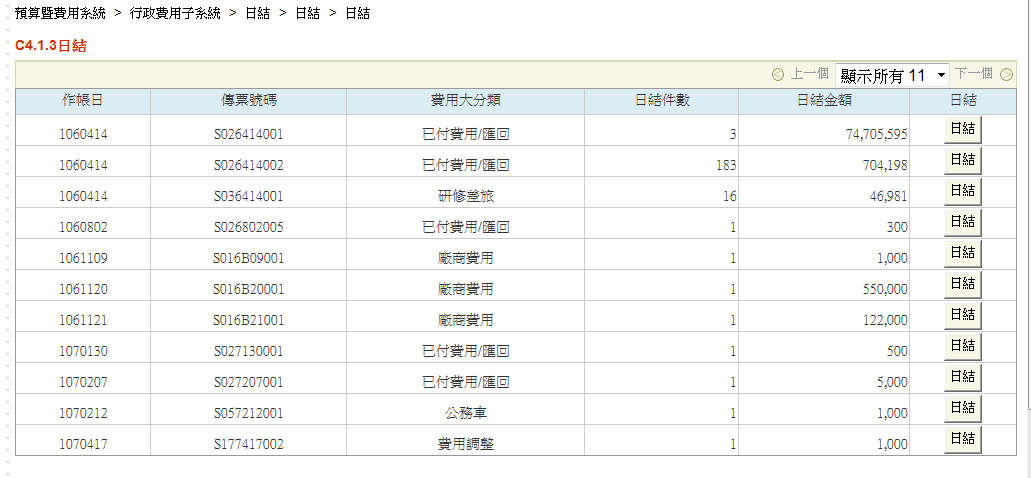 預算暨費用系統 > 行政費用子系統 > 日結 > 日結 > 日結
C4.1.3日結
上一個 顯示所有 11 下一個
作帳日 傳票號碼 費用大分類 日結件數 日結金額 日結
1060414 S026414001 已付費用/匯回 3 74,705,595 日結
1060414 S026414002 已付費用/匯回 183 704,198 日結
1060414 S036414001 研修差旅 16 46,981 日結
1060802 S026802005 已付費用/匯回 1 300 日結
1061109 S016B09001 廠商費用 1 1,000 日結
1061120 S016B20001 廠商費用 1 550,000 日結
1061121 S016B21001 廠商費用 1 122,000 日結
1070130 S027130001 已付費用/匯回 1 500 日結
1070207 S027207001 已付費用/匯回 1 5,000 日結
1070212 S057212001 公務車 1 1,000 日結
1070417 S177417002 費用調整 1 1,000 日結